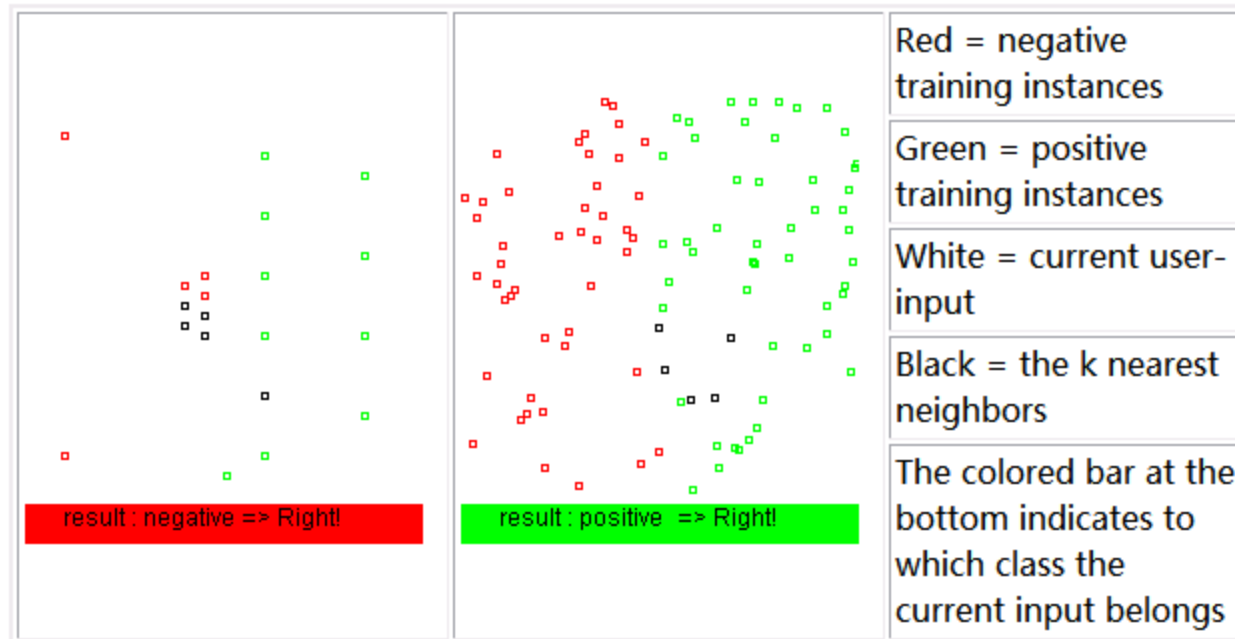 result : negative => Right!
result : positive => Right!
Red = negative
training instances
Green = positive
training instances
White = current user-
input
Black = the k nearest
neighbors
The colored bar at the
bottom indicates to
which class the
current input belongs